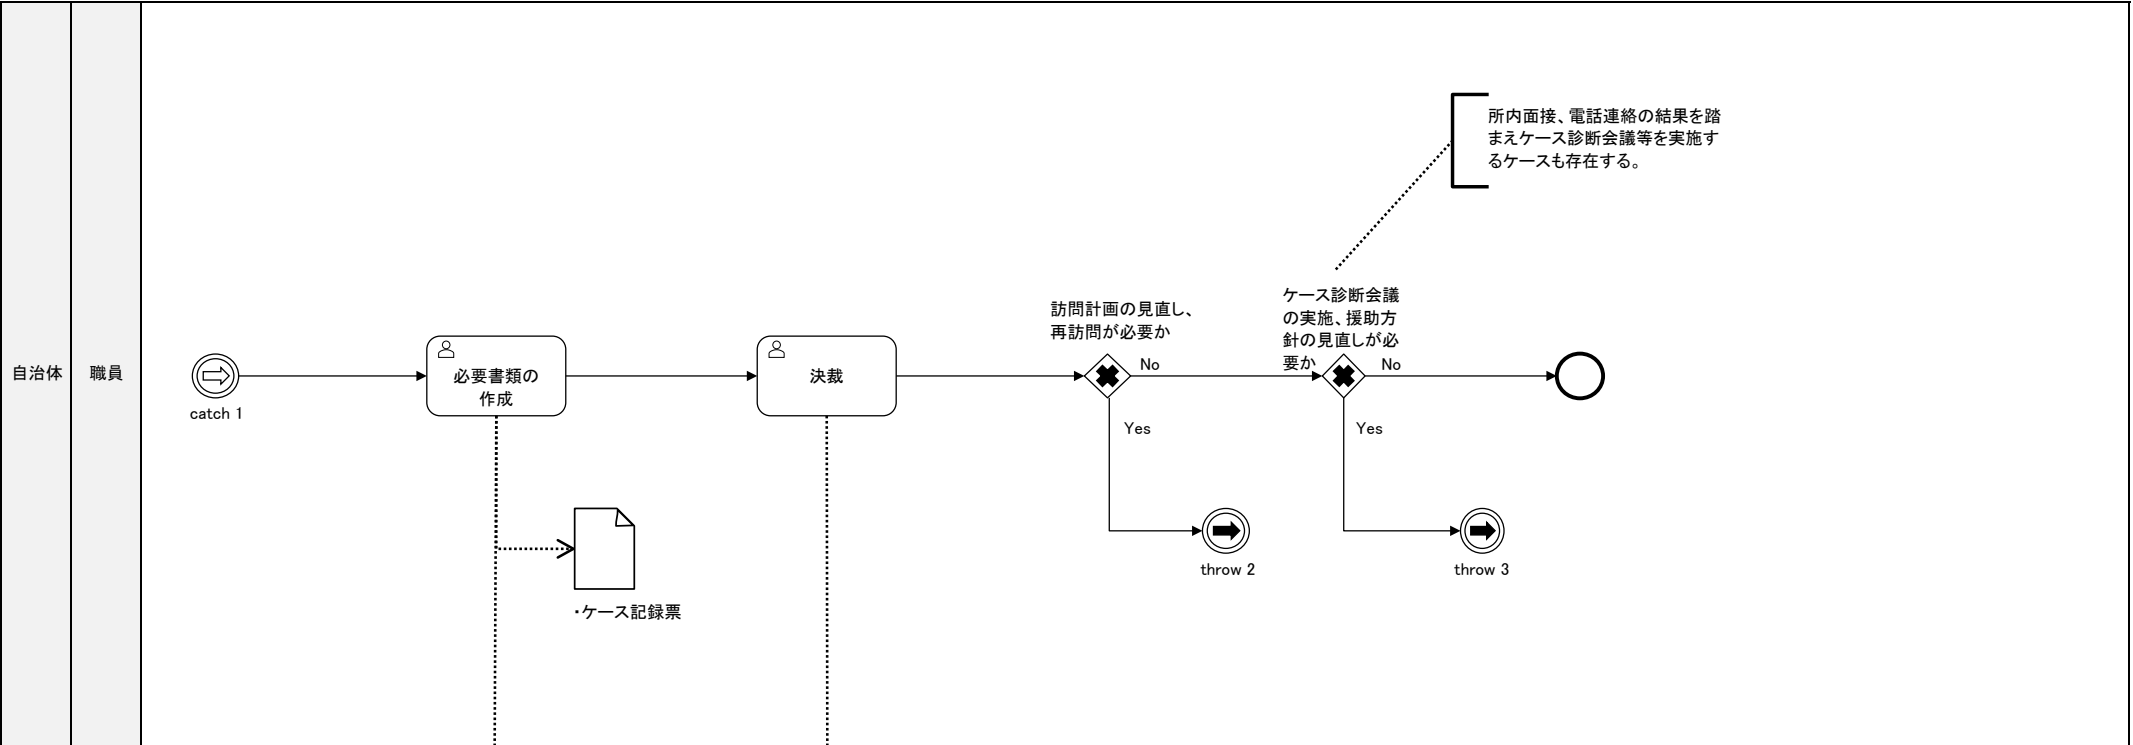 自治体
職員
catch 1
必要書類の
作成
・ケース記録票
決裁
訪問計画の見直し、
再訪問が必要か
No
Yes
throw 2
所内面接、電話連絡の結果を踏
まえケース診断会議等を実施す
るケースも存在する。
ケース診断会議
の実施、援助方
針の見直しが必
要か
No
Yes
throw 3